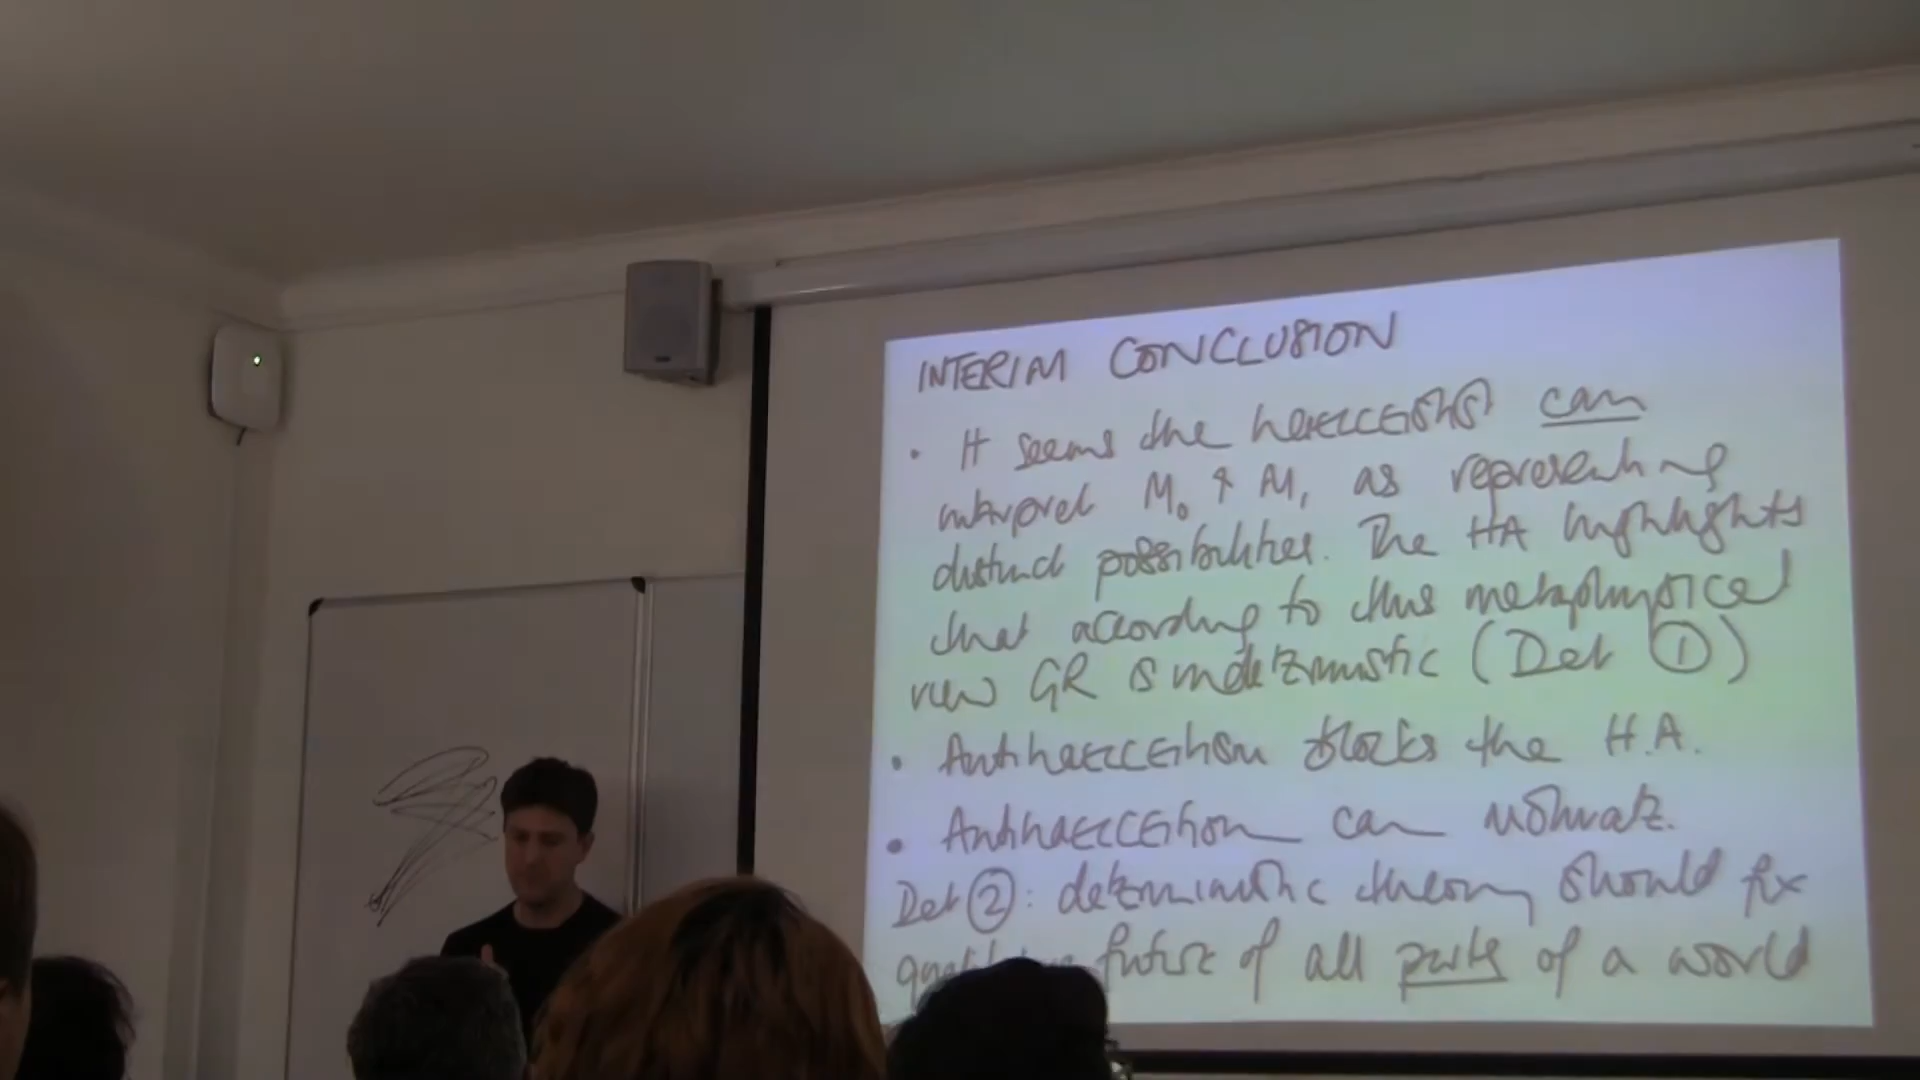 INTERIM CONCLUSION
• It seems the haecceitist can
interpret M₀ & M₁ as representing
distinct possibilities. The HA highlights
that according to this metaphysical
view GR is indeterministic (Det ①)
• Antihaecceitism blocks the H.A.
• Antihaecceitism can motivate.
Det ②: deterministic theory should fix
future of all parts of a world